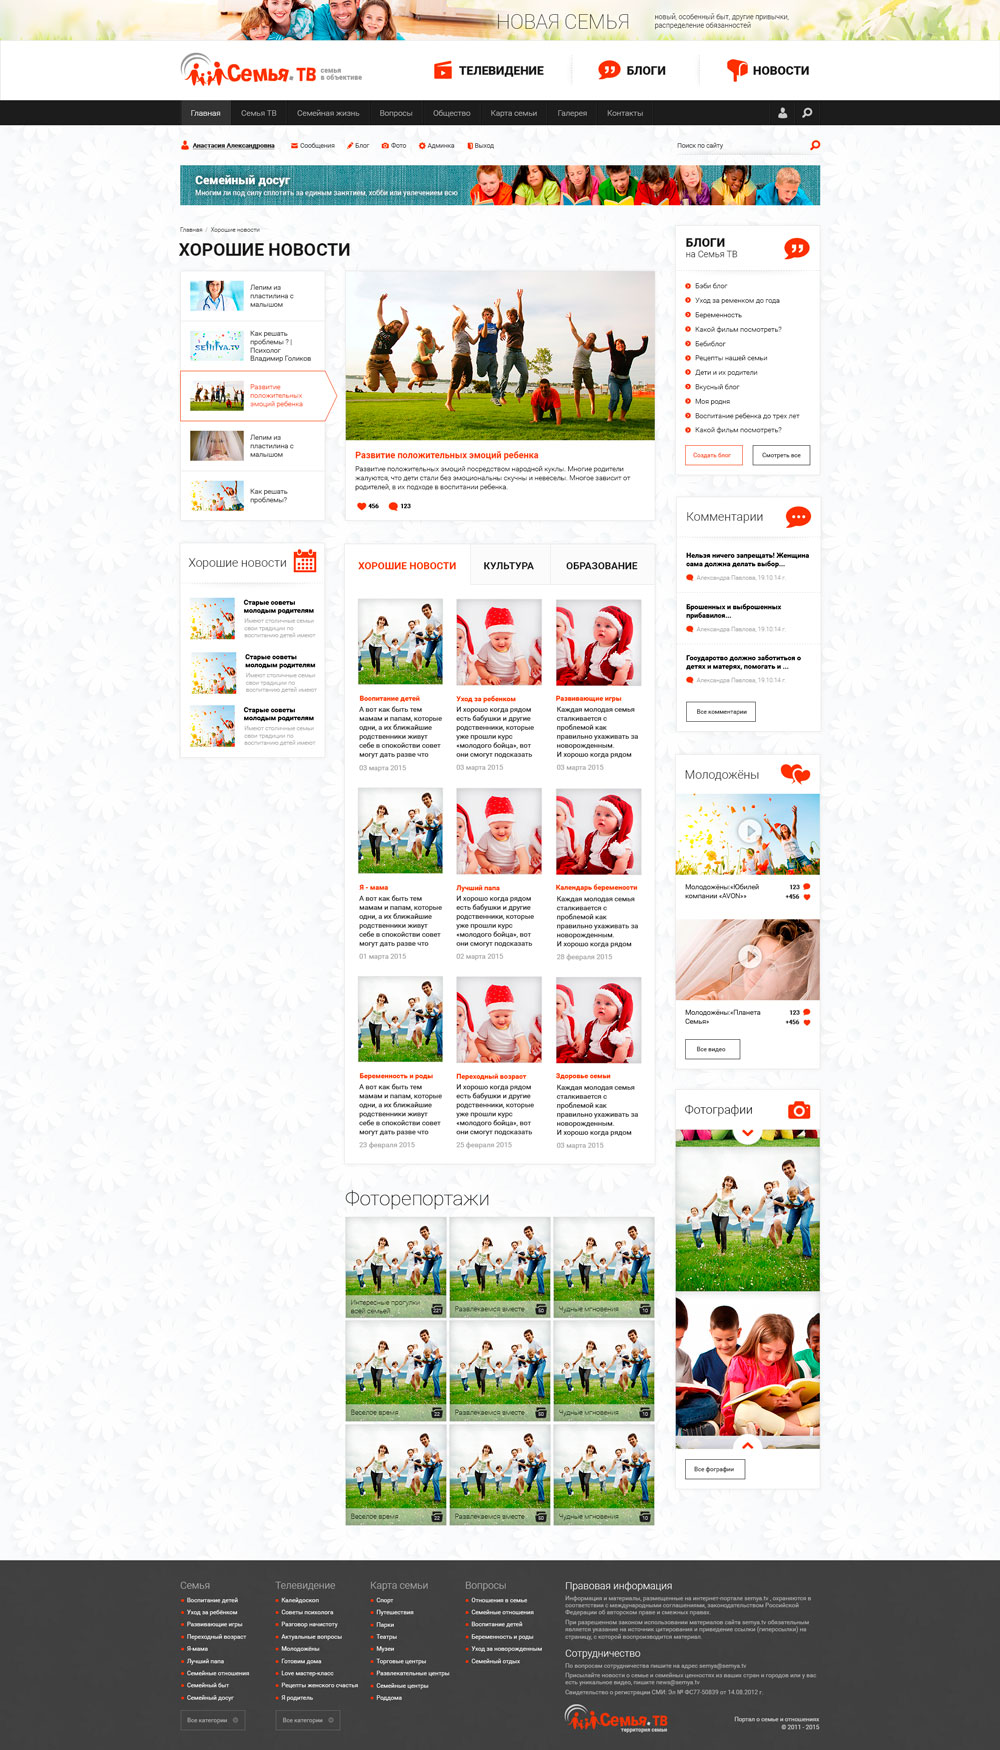 НОВАЯ СЕМЬЯ
новый, особенный быт, другие привычки,
распределение обязанностей
Семья.ТВ
семья
в объективе
ТЕЛЕВИДЕНИЕ
БЛОГИ
НОВОСТИ
Главная
Семья ТВ
Семейная жизнь
Вопросы
Общество
Карта семьи
Галерея
Контакты
Анастасия Александровна
Сообщения
Блог
Фото
Админка
Выход
Поиск по сайту
Семейный досуг
Многим ли под силу сплотить за единым занятием, хобби или увлечением всю
Главная / Хорошие новости
ХОРОШИЕ НОВОСТИ
Лепим из
пластилина с
малышом
SEMYA.TV
Как решать
проблемы ? |
Психолог
Владимир Голиков
Развитие
положительных
эмоций ребенка
Лепим из
пластилина с
малышом
Как решать
проблемы?
Развитие положительных эмоций ребенка
Развитие положительных эмоций посредством народной куклы. Многие родители
жалуются, что дети стали без эмоциональны скучны и невеселы. Многое зависит от
родителей, в их подходе в воспитании ребенка.
456
123
БЛОГИ
на Семья ТВ
Бэби блог
Уход за ременком до года
Беременность
Какой фильм посмотреть?
Бебиблог
Рецепты нашей семьи
Дети и их родители
Вкусный блог
Моя родня
Воспитание ребенка до трех лет
Какой фильм посмотреть?
Создать блог
Смотреть все
Хорошие новости
Старые советы
молодым родителям
Имеют столичные семьи
свои традиции по
воспитанию детей имеют
Старые советы
молодым родителям
Имеют столичные семьи
свои традиции по
воспитанию детей имеют
Старые советы
молодым родителям
Имеют столичные семьи
свои традиции по
воспитанию детей имеют
ХОРОШИЕ НОВОСТИ
КУЛЬТУРА
ОБРАЗОВАНИЕ
Воспитание детей
А вот как быть тем
мамам и папам, которые
одни, а их ближайшие
родственники живут
себе в спокойстви совет
могут дать разве что
03 марта 2015
Уход за ребенком
И хорошо когда рядом
есть бабушки и другие
родственники, которые
уже прошли курс
«молодого бойца», вот
они смогут подсказать
03 марта 2015
Развивающие игры
Каждая молодая семья
сталкивается с
проблемой как
правильно ухаживать за
новорожденным.
И хорошо когда рядом
03 марта 2015
Я - мама
А вот как быть тем
мамам и папам, которые
одни, а их ближайшие
родственники живут
себе в спокойстви совет
могут дать разве что
01 марта 2015
Лучший папа
И хорошо когда рядом
есть бабушки и другие
родственники, которые
уже прошли курс
«молодого бойца», вот
они смогут подсказать
02 марта 2015
Календарь беремености
Каждая молодая семья
сталкивается с
проблемой как
правильно ухаживать за
новорожденным.
И хорошо когда рядом
28 февраля 2015
Беременность и роды
А вот как быть тем
мамам и папам, которые
одни, а их ближайшие
родственники живут
себе в спокойстви совет
могут дать разве что
23 февраля 2015
Переходный возраст
И хорошо когда рядом
есть бабушки и другие
родственники, которые
уже прошли курс
«молодого бойца», вот
они смогут подсказать
25 февраля 2015
Здоровье семьи
Каждая молодая семья
сталкивается с
проблемой как
правильно ухаживать за
новорожденным.
И хорошо когда рядом
03 марта 2015
Комментарии
Нельзя ничего запрещать! Женщина
сама должна делать выбор...
Александра Павлова, 19.10.14 г.
Брошенных и выброшенных
прибавился...
Александра Павлова, 19.10.14 г.
Государство должно заботиться о
детях и матерях, помогать и ...
Александра Павлова, 19.10.14 г.
Все комментарии
Молодожёны
Молодожёны:«Юбилей
компании «AVON»»
123
+456
Молодожёны:«Планета
Семья»
123
+456
Все видео
Фотографии
Все фографии
Фоторепортажи
Интересные прогулки
всей семьей
221
Развлекаемся вместе
50
Чудные мгновения
10
Веселое время
22
Развлекаемся вместе
50
Чудные мгновения
10
Веселое время
22
Развлекаемся вместе
50
Чудные мгновения
10
Семья
Воспитание детей
Уход за ребёнком
Развивающие игры
Переходный возраст
Я-мама
Лучший папа
Семейные отношения
Семейный быт
Семейный досуг
Все категории
Телевидение
Калейдоскоп
Советы психолога
Разговор начистоту
Актуальные вопросы
Молодожёны
Готовим дома
Love мастер-класс
Рецепты женского счастья
Я родитель
Все категории
Карта семьи
Спорт
Путешествия
Парки
Театры
Музеи
Торговые центры
Развлекательные центры
Семейные центры
Роддома
Вопросы
Отношения в семье
Семейные отношения
Воспитание детей
Беременность и роды
Уход за новорожденным
Семейный отдых
Правовая информация
Информация и материалы, размещенные на интернет-портале semya.tv , охраняются в
соответствии с международными соглашениями, законодательством Российской
Федерации об авторском праве и смежных правах.
При разрешенном законом использовании материалов сайта semya.tv обязательным
является указание на источник цитирования и приведение ссылки (гиперссылки) на
страницу, с которой воспроизводится материал.
Сотрудничество
По вопросам сотрудничества пишите на адрес semya@semya.tv
Присылайте новости о семье и семейных ценностях из ваших стран и городов или у вас
есть уникальное видео, пишите news@semya.tv
Свидетельство о регистрации СМИ: Эл № ФС77-50839 от 14.08.2012 г.
Семья.ТВ
территория семьи
Портал о семье и отношениях
© 2011 - 2015